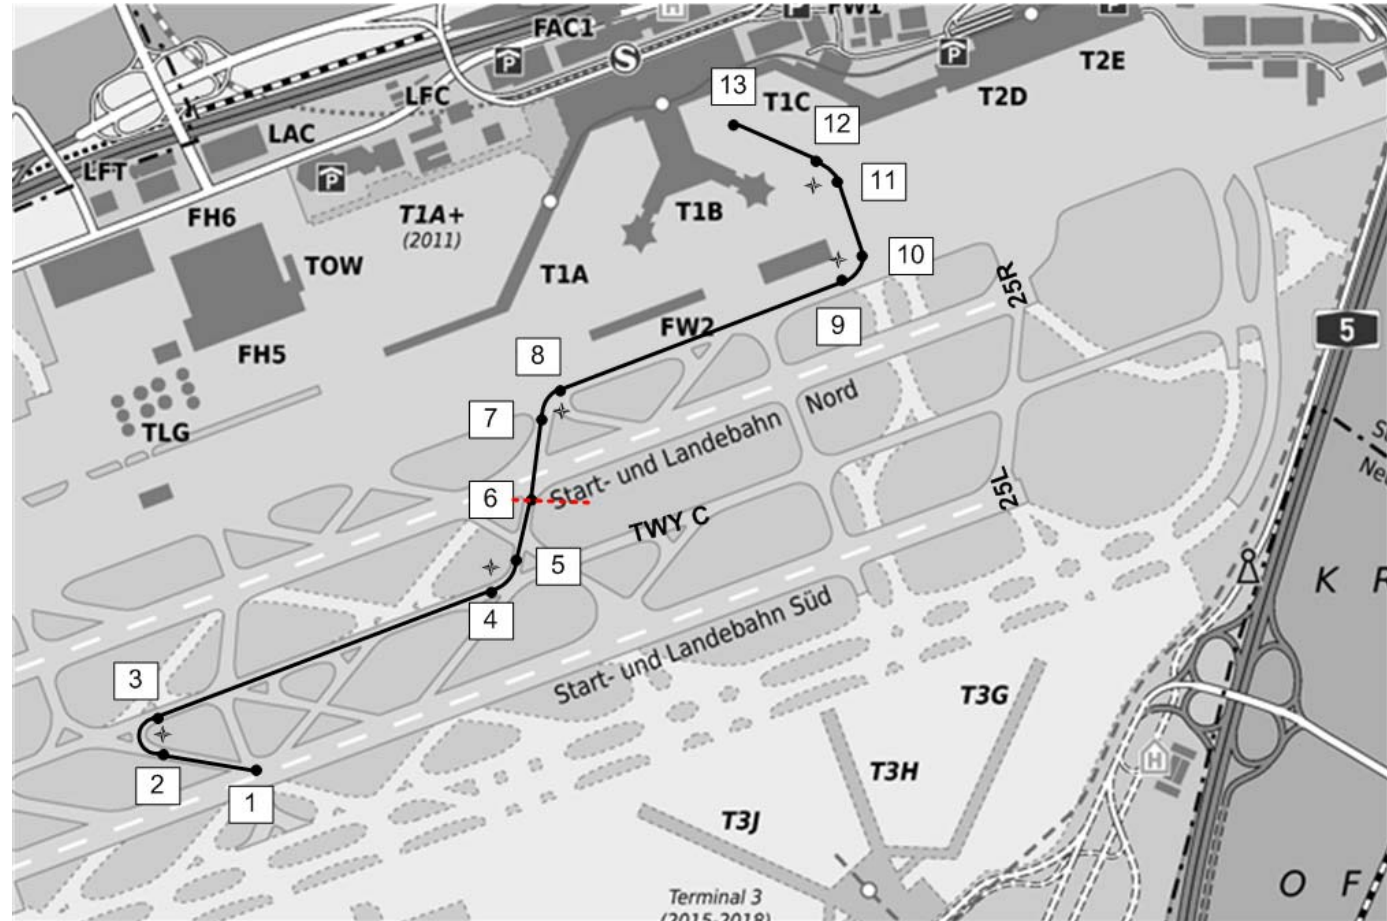 H
P
FW1
P
FAC1
P
S
P
T2E
LFC
13
T1C
T2D
12
LAC
LFT
P
11
FH6
T1A+
(2011)
T1B
10
TOW
T1A
25R
9
FW2
5
FH5
8
7
Nord
TLG
Start- und Landebahn
6
25L
TWY C
5
K R
4
Start- und Landebahn Süd
3
T3G
2
1
T3H
H
T3J
Terminal 3
(2015-2018)
O F